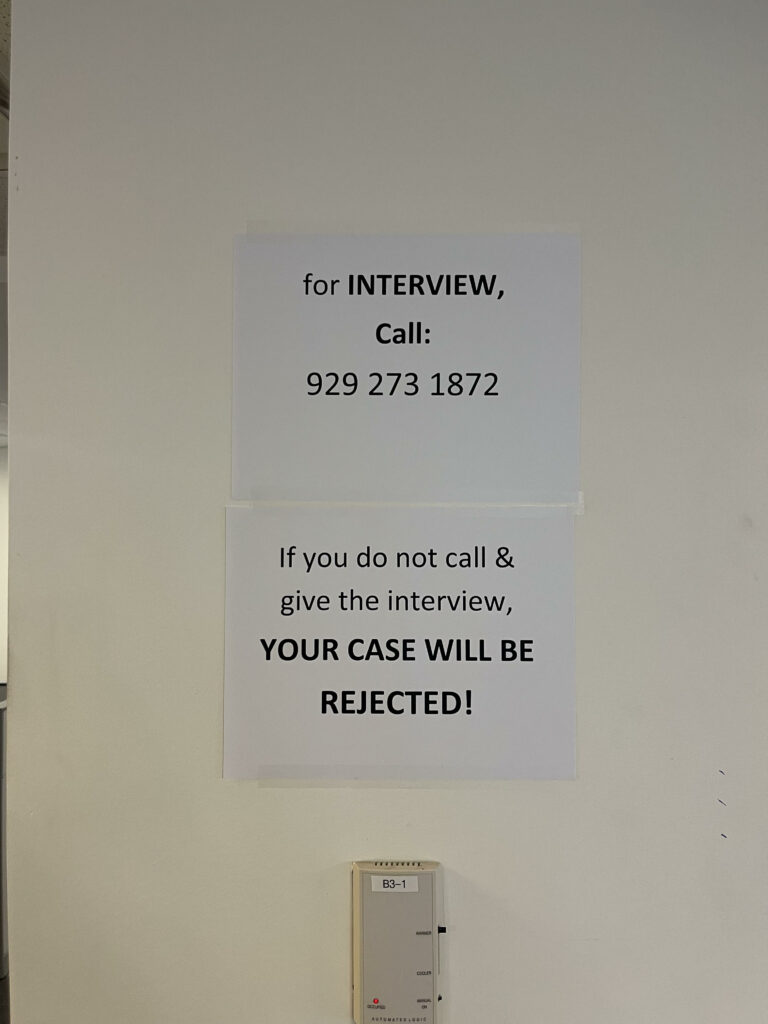 for INTERVIEW,
Call:
929 273 1872
If you do not call &
give the interview,
YOUR CASE WILL BE
REJECTED!
B3-1
WARMER
COOLER
OCCUPIED
MANUAL
ON
AUTOMATED LOGIC